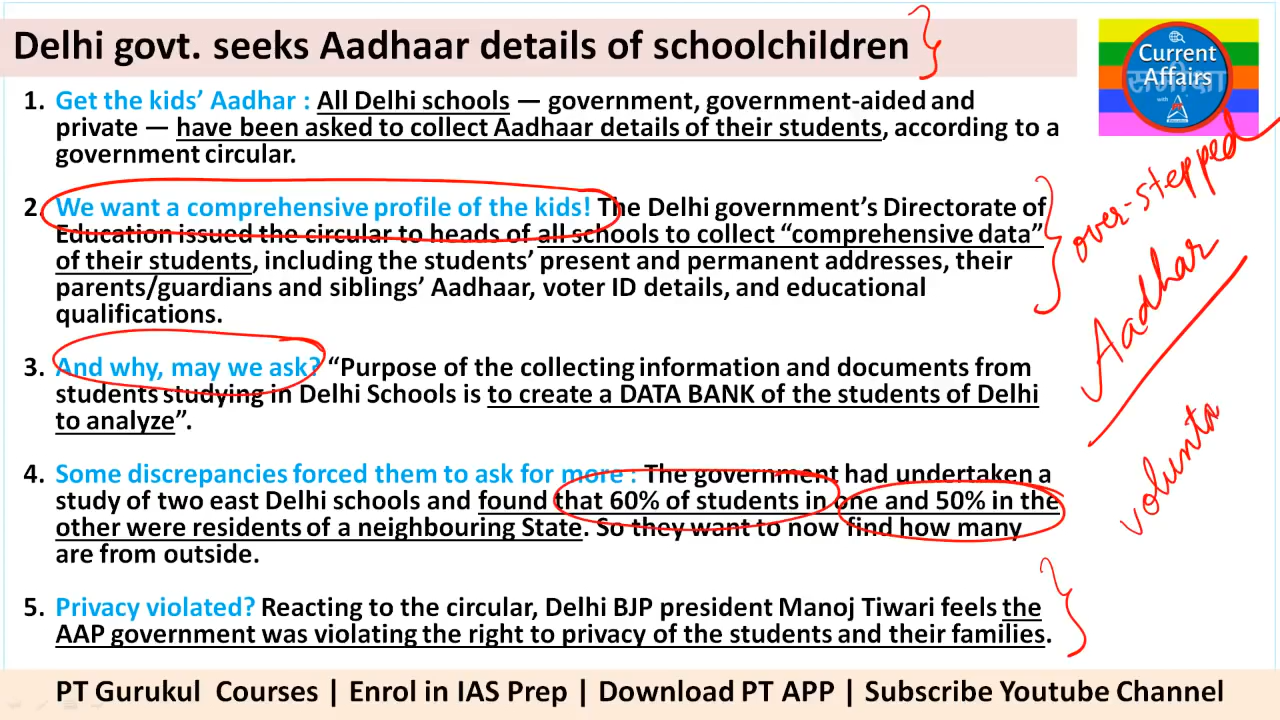 Delhi govt. seeks Aadhaar details of schoolchildren
Current
Affairs
समीक्षा
with
1. Get the kids’ Aadhar : All Delhi schools — government, government-aided and
private — have been asked to collect Aadhaar details of their students, according to a
government circular.
2. We want a comprehensive profile of the kids! The Delhi government’s Directorate of
Education issued the circular to heads of all schools to collect “comprehensive data”
of their students, including the students’ present and permanent addresses, their
parents/guardians and siblings’ Aadhaar, voter ID details, and educational
qualifications.
3. And why, may we ask? “Purpose of the collecting information and documents from
students studying in Delhi Schools is to create a DATA BANK of the students of Delhi
to analyze”.
4. Some discrepancies forced them to ask for more : The government had undertaken a
study of two east Delhi schools and found that 60% of students in one and 50% in the
other were residents of a neighbouring State. So they want to now find how many
are from outside.
5. Privacy violated? Reacting to the circular, Delhi BJP president Manoj Tiwari feels the
AAP government was violating the right to privacy of the students and their families.
over-stepped
Aadhar
volunta
PT Gurukul Courses | Enrol in IAS Prep | Download PT APP | Subscribe Youtube Channel